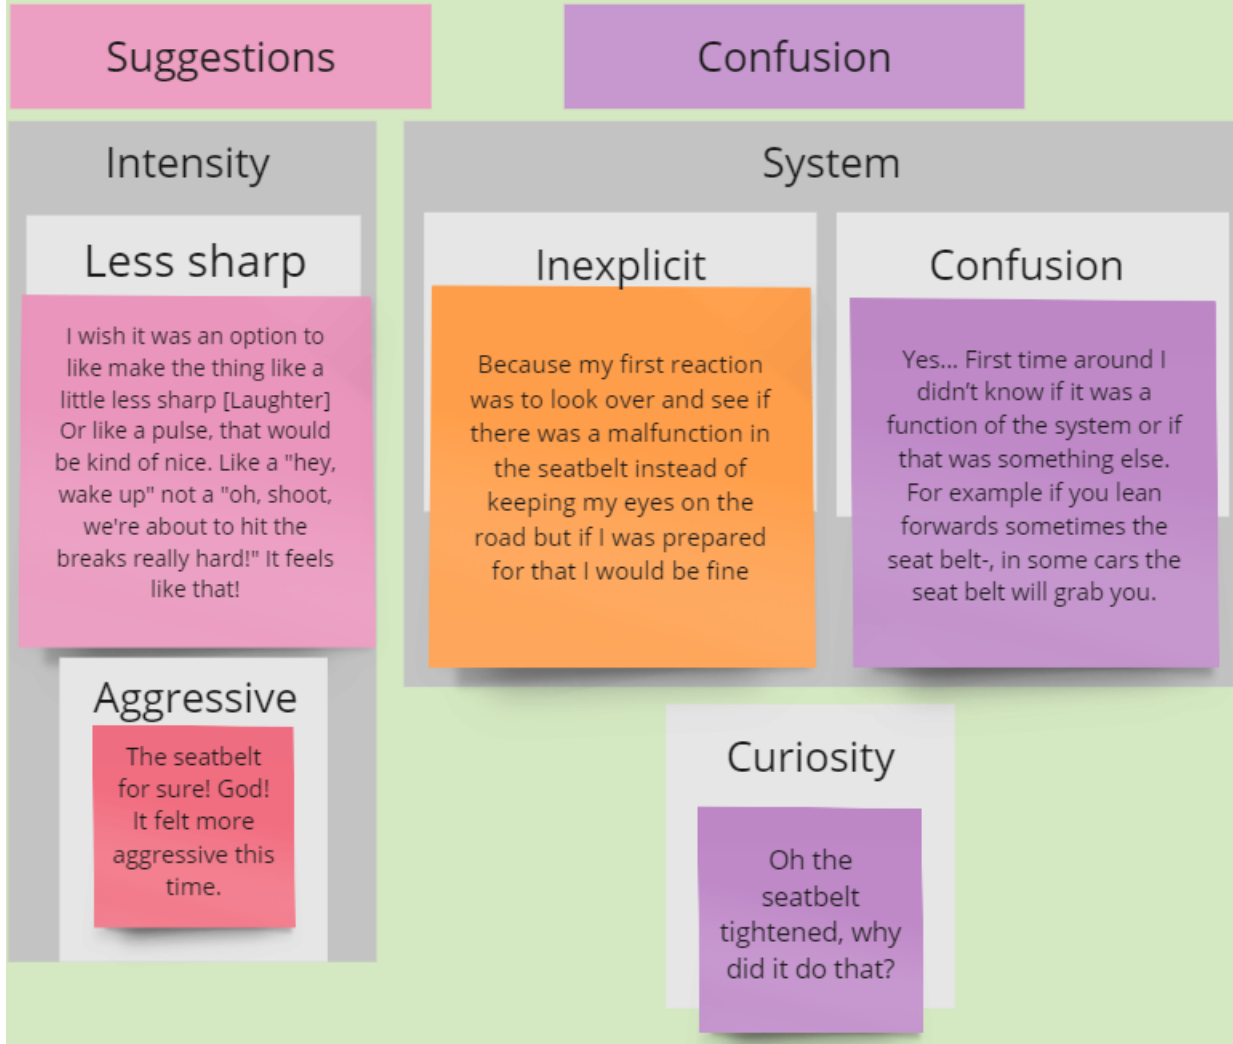 Suggestions
Intensity
Less sharp
I wish it was an option to
like make the thing like a
little less sharp [Laughter]
Or like a pulse, that would
be kind of nice. Like a "hey,
wake up" not a "oh, shoot,
we're about to hit the
breaks really hard!" It feels
like that!
Aggressive
The seatbelt
for sure! God!
It felt more
aggressive this
time.
Confusion
System
Inexplicit
Because my first reaction
was to look over and see if
there was a malfunction in
the seatbelt instead of
keeping my eyes on the
road but if I was prepared
for that I would be fine
Confusion
Yes... First time around I
didn’t know if it was a
function of the system or if
that was something else.
For example if you lean
forwards sometimes the
seat belt-, in some cars the
seat belt will grab you.
Curiosity
Oh the
seatbelt
tightened, why
did it do that?